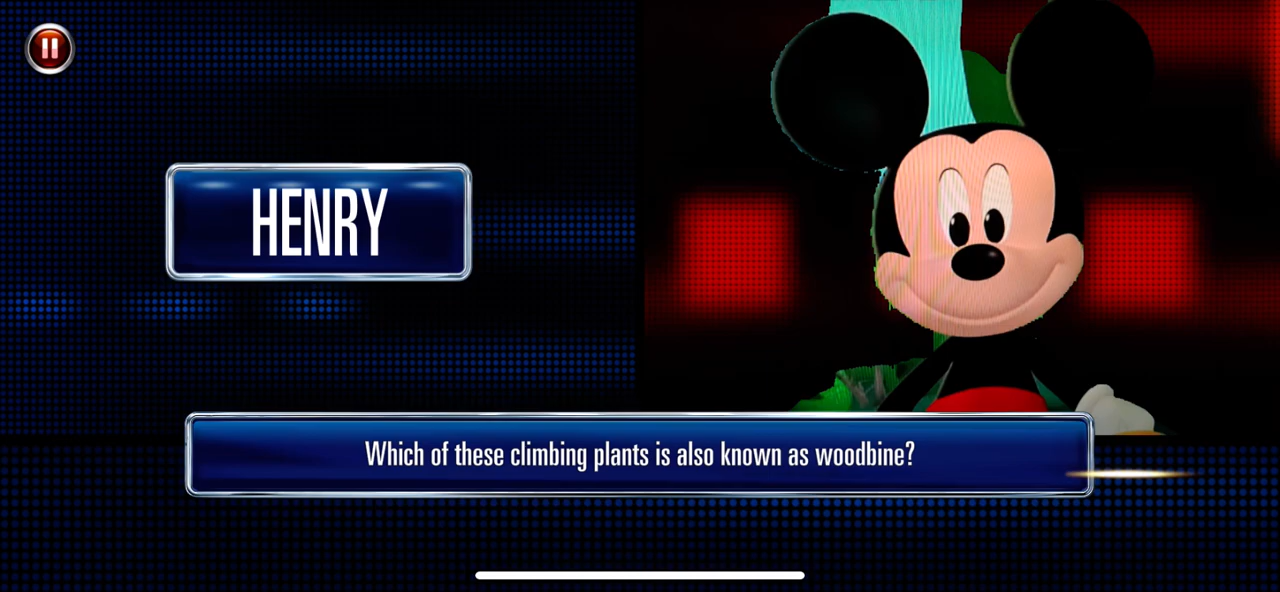 HENRY
Which of these climbing plants is also known as woodbine?